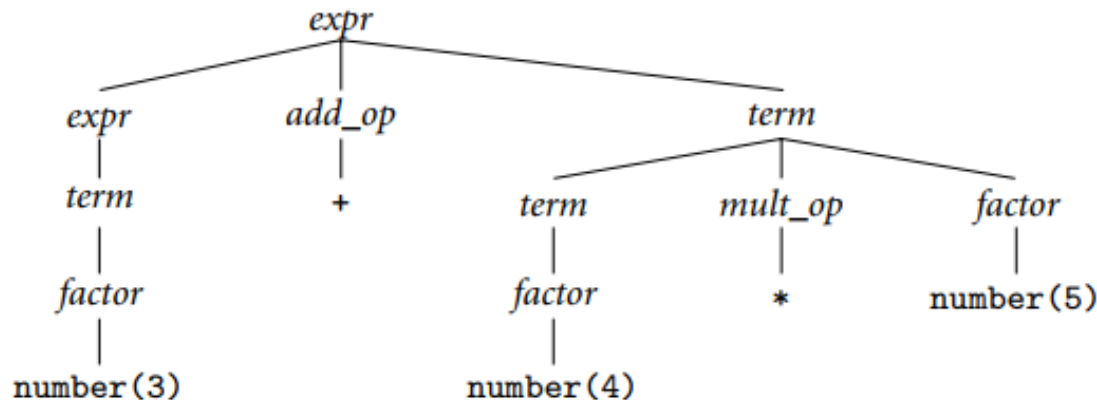 expr
expr add_op term
term + term mult_op factor
factor factor * number(5)
number(3) number(4)